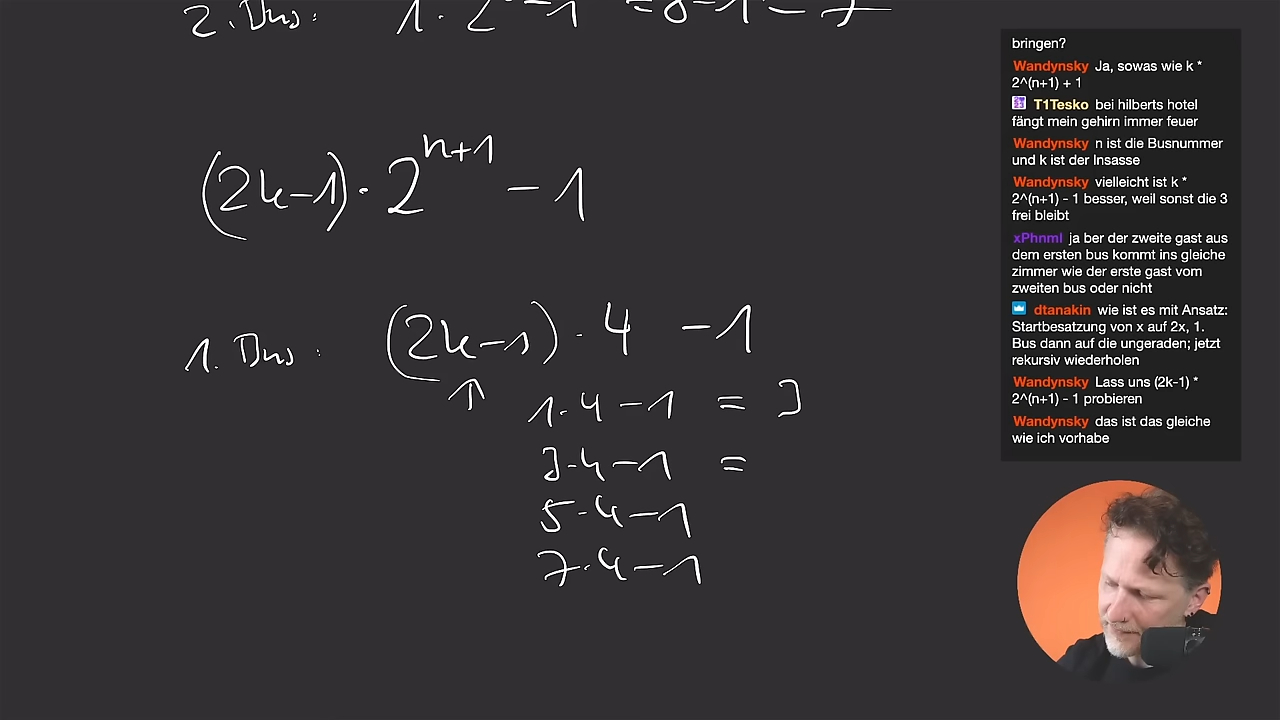 2. Bus: 1 · 2³ - 1 = 8 - 1 = 7
(2k-1) · 2^(n+1) - 1
1. Bus: (2k-1) · 4 - 1
↑ 1·4-1 = 3
3·4-1 =
5·4-1
7·4-1
bringen?
Wandynsky Ja, sowas wie k *
2^(n+1) + 1
T1Tesko bei hilberts hotel
fängt mein gehirn immer feuer
Wandynsky n ist die Busnummer
und k ist der Insasse
Wandynsky vielleicht ist k *
2^(n+1) - 1 besser, weil sonst die 3
frei bleibt
xPhnml ja ber der zweite gast aus
dem ersten bus kommt ins gleiche
zimmer wie der erste gast vom
zweiten bus oder nicht
dtanakin wie ist es mit Ansatz:
Startbesatzung von x auf 2x, 1.
Bus dann auf die ungeraden; jetzt
rekursiv wiederholen
Wandynsky Lass uns (2k-1) *
2^(n+1) - 1 probieren
Wandynsky das ist das gleiche
wie ich vorhabe